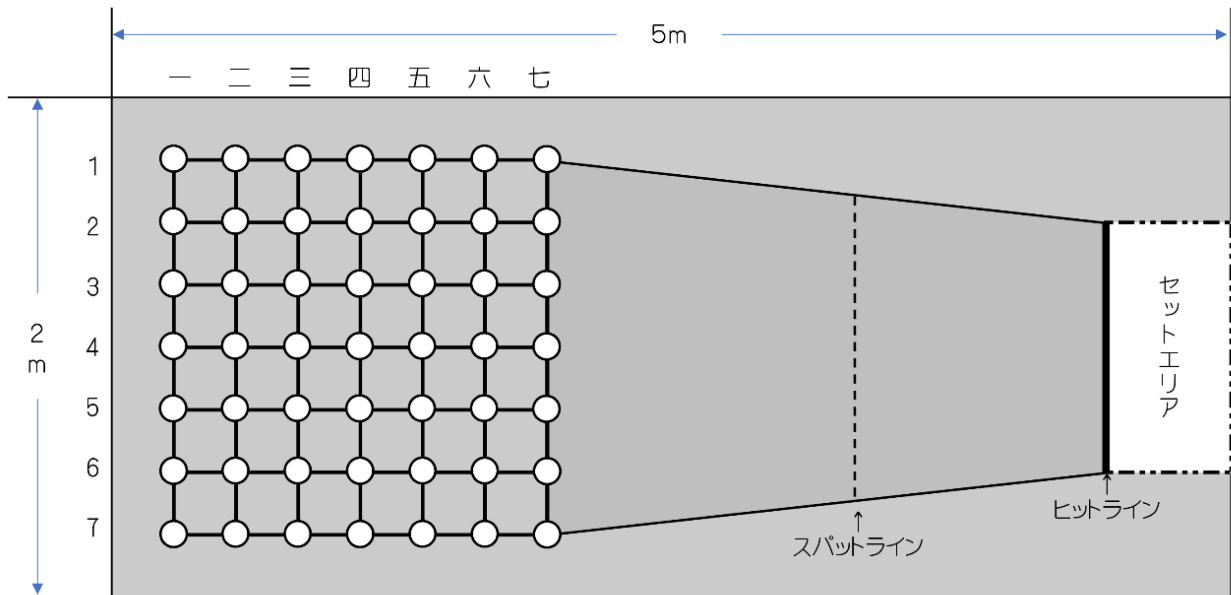 5m
一 二 三 四 五 六 七
1
2
3
4
5
6
7
2m
セットエリア
ヒットライン
スパットライン